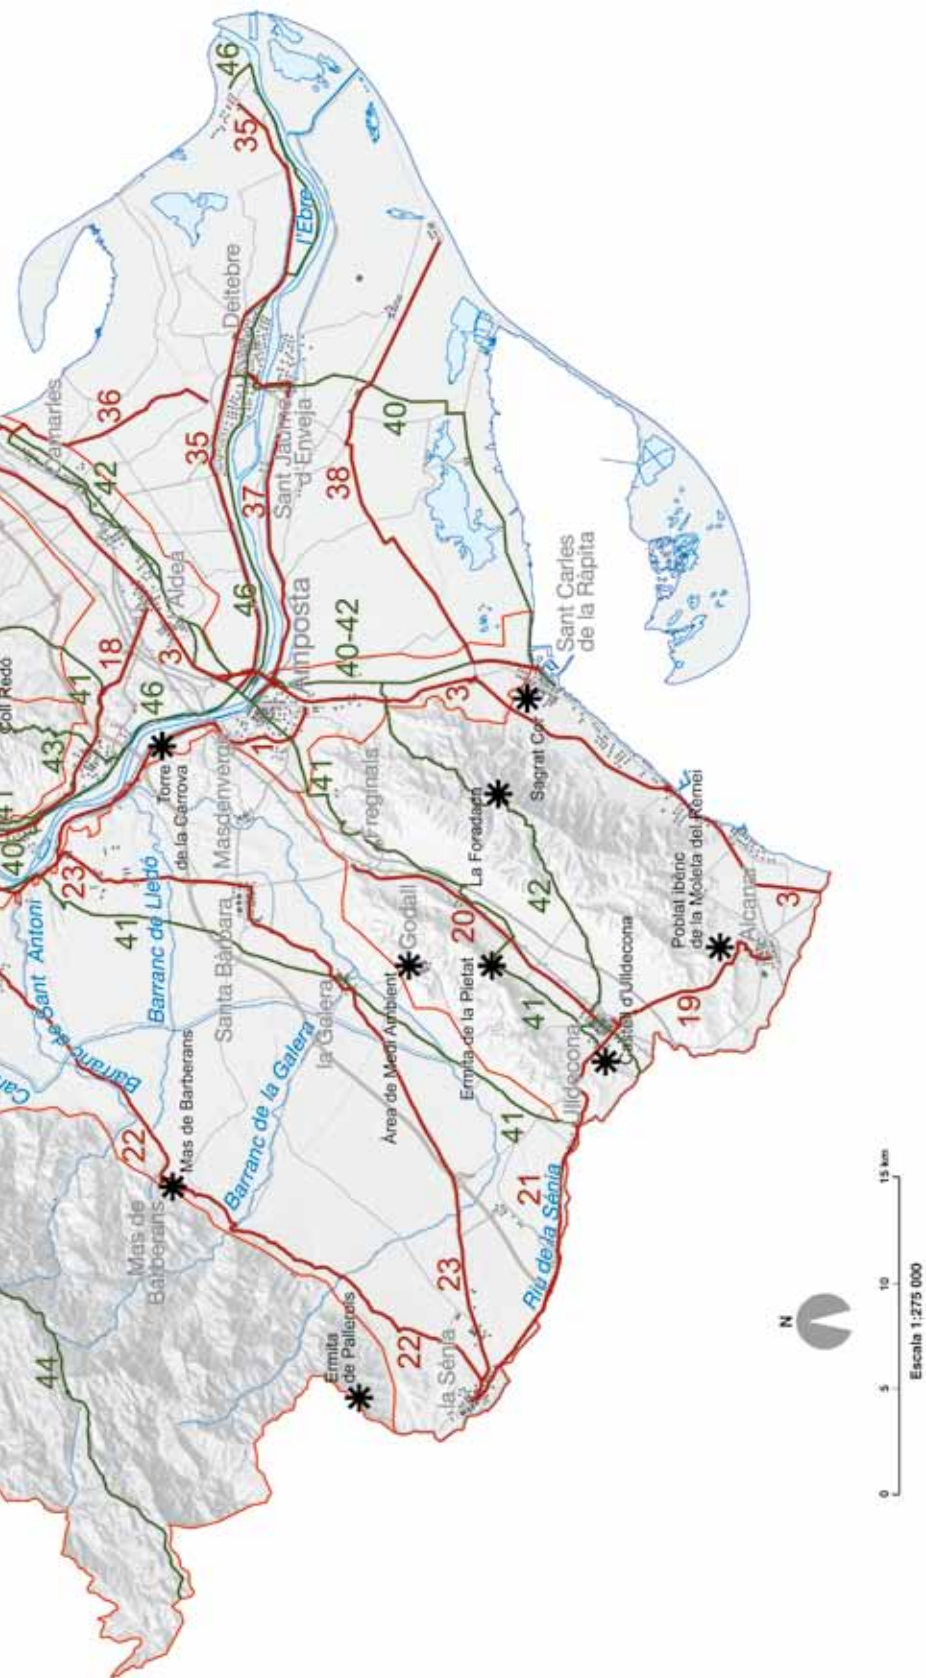 44
22
Mas de
Barberans
Mas de Barberans
Barranc de Sant Antoni
40
43
41
Coll Redó
18
42
Camarles
36
46
35
23
41
Barranc de Lledó
Torre
de la Carrova
46
3
Aldea
35
Deltebre
l'Ebre
Barranc de la Galera
Santa Bàrbara
Masdenverge
1
46
37
Sant Jaume
d'Enveja
Ermita
de Pallerols
la Galera
Amposta
22
Àrea de Medi Ambient
Godall
Freginals
41
40-42
38
40
la Sénia
23
Ermita de la Pietat
20
La Foradada
3
21
Riu de la Sénia
41
41
42
Sagrat Cor
Sant Carles
de la Ràpita
Ulldecona
Castell d'Ulldecona
19
Poblat ibèric
de la Moleta del Remei
Alcanar
3
N
0
5
10
15 km
Escala 1:275 000